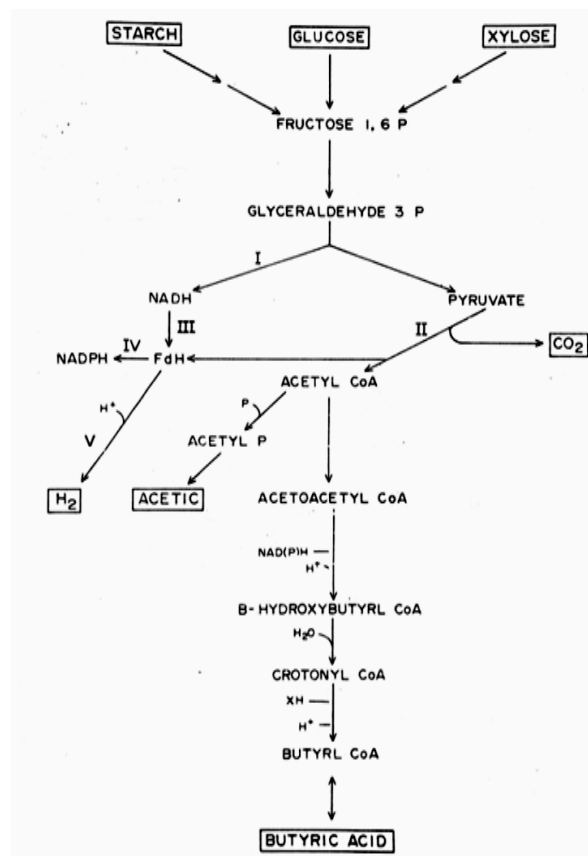 STARCH GLUCOSE XYLOSE
FRUCTOSE 1, 6 P
GLYCERALDEHYDE 3 P
I
NADH PYRUVATE
III II
IV CO2
NADPH FdH
ACETYL CoA
H+ P
V ACETYL P
H2 ACETIC ACETOACETYL CoA
NAD(P)H
H+
B-HYDROXYBUTYRL CoA
H2O
CROTONYL CoA
XH
H+
BUTYRL CoA
BUTYRIC ACID